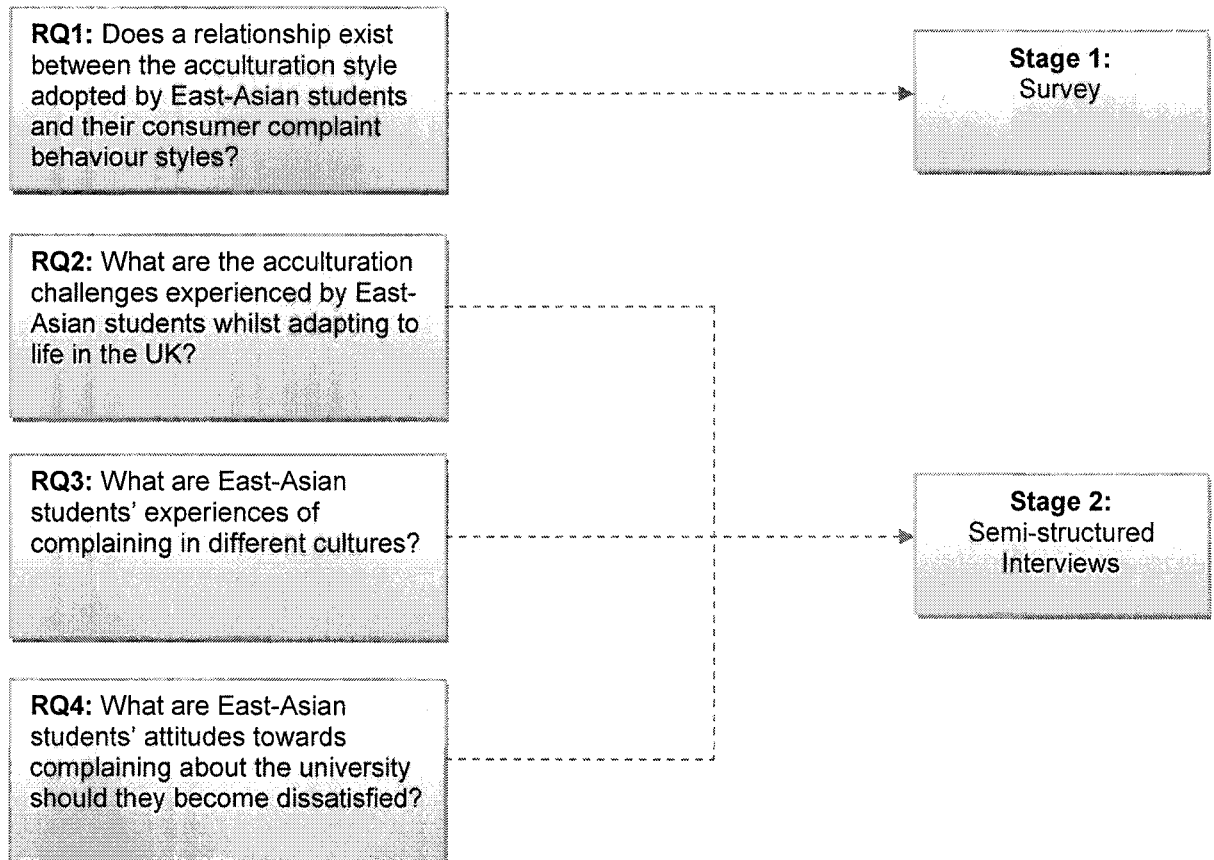 RQ1: Does a relationship exist
between the acculturation style
adopted by East-Asian students
and their consumer complaint
behaviour styles?
Stage 1:
Survey
RQ2: What are the acculturation
challenges experienced by East-
Asian students whilst adapting to
life in the UK?
RQ3: What are East-Asian
students’ experiences of
complaining in different cultures?
Stage 2:
Semi-structured
Interviews
RQ4: What are East-Asian
students’ attitudes towards
complaining about the university
should they become dissatisfied?